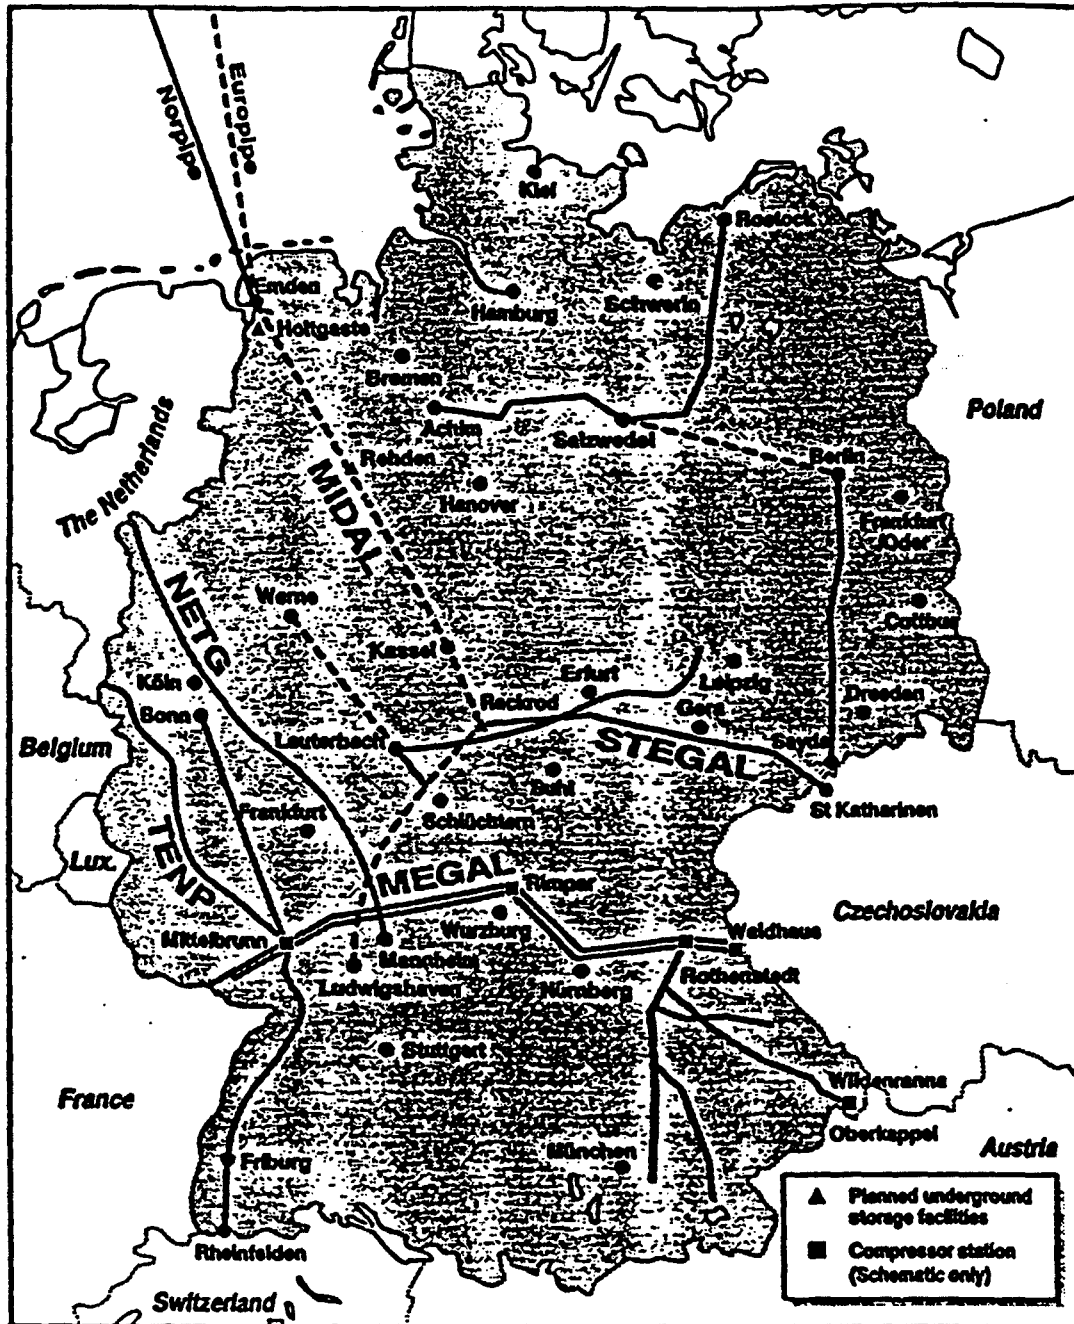 Norpipe
Europipe
Kiel
Rostock
Emden
Hamburg
Schwerin
Holtgaste
Bremen
Poland
Achim
Salzwedel
The Netherlands
Rehden
Berlin
MIDAL
Hanover
Frankfurt
Oder
NETG
Werne
Cottbus
Kassel
Erfurt
Leipzig
Köln
Reckrod
Dresden
Bonn
Gera
Belgium
Lauterbach
STEGAL
Sayda
Suhl
St Katharinen
Frankfurt
Schlüchtern
TENP
Lux.
MEGAL
Rimpar
Czechoslovakia
Mittelbrunn
Wurzburg
Waidhaus
Mannheim
Rothenstadt
Ludwigshaven
Nürnberg
Stuttgart
France
Wildenranna
Oberkappel
München
Austria
Friburg
Planned underground
storage facilities
Rheinfelden
Compressor station
(Schematic only)
Switzerland